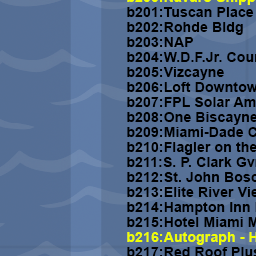 b201:Tuscan Place
b202:Rohde Bldg
b203:NAP
b204:W.D.F.Jr. Cour
b205:Vizcayne
b206:Loft Downtow
b207:FPL Solar Am
b208:One Biscayne
b209:Miami-Dade C
b210:Flagler on the
b211:S. P. Clark Gv
b212:St. John Bosc
b213:Elite River Vie
b214:Hampton Inn
b215:Hotel Miami M
b216:Autograph - H
b217:Red Roof Plus